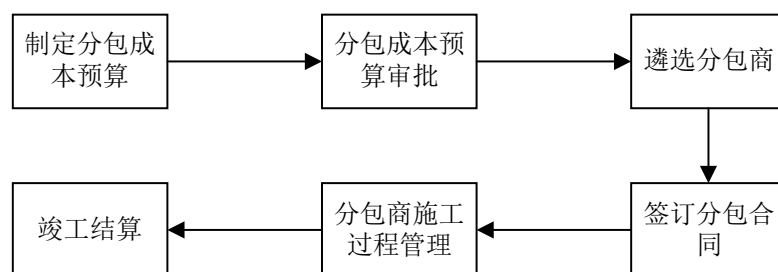 制定分包成
本预算
分包成本预
算审批
遴选分包商
签订分包合
同
分包商施工
过程管理
竣工结算